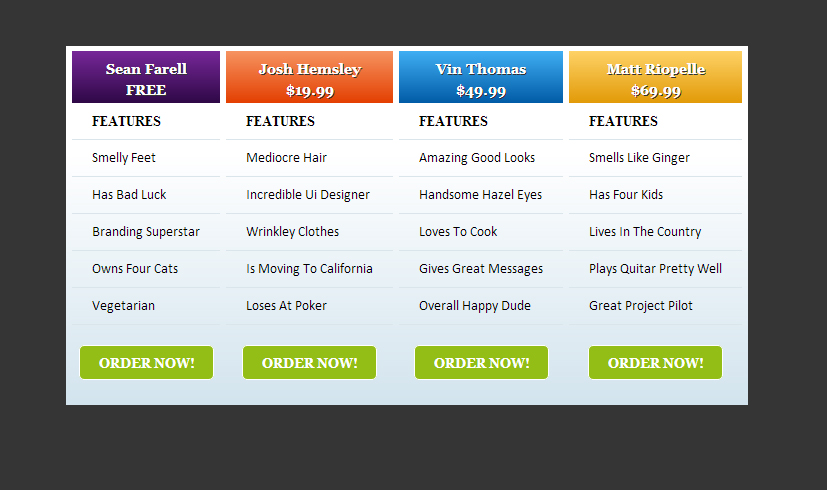 Sean Farell
FREE
Josh Hemsley
$19.99
Vin Thomas
$49.99
Matt Riopelle
$69.99
FEATURES
FEATURES
FEATURES
FEATURES
Smelly Feet
Mediocre Hair
Amazing Good Looks
Smells Like Ginger
Has Bad Luck
Incredible Ui Designer
Handsome Hazel Eyes
Has Four Kids
Branding Superstar
Wrinkley Clothes
Loves To Cook
Lives In The Country
Owns Four Cats
Is Moving To California
Gives Great Messages
Plays Quitar Pretty Well
Vegetarian
Loses At Poker
Overall Happy Dude
Great Project Pilot
ORDER NOW!
ORDER NOW!
ORDER NOW!
ORDER NOW!